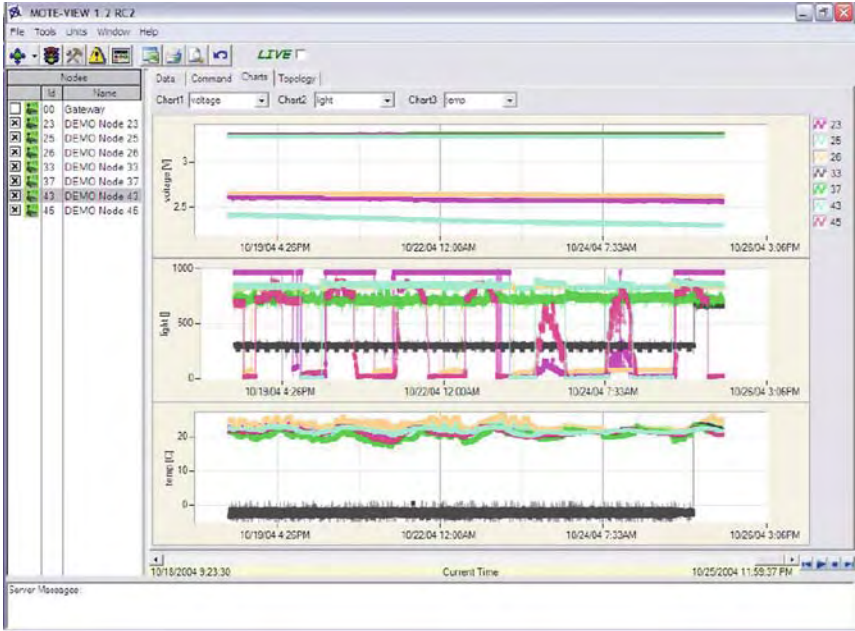 MOTE-VIEW 1.2 RC2
File Tools Units Window Help
LIVE
Nodes
Id Name
00 Gateway
23 DEMO Node 23
25 DEMO Node 25
26 DEMO Node 26
33 DEMO Node 33
37 DEMO Node 37
43 DEMO Node 43
45 DEMO Node 45
Data Command Charts Topology
Chart1 voltage Chart2 light Chart3 temp
voltage [V]
3
2.5
10/19/04 4:26PM 10/22/04 12:00AM 10/24/04 7:33AM 10/26/04 3:06PM
23
25
26
33
37
43
45
light []
1000
500
0
10/19/04 4:26PM 10/22/04 12:00AM 10/24/04 7:33AM 10/26/04 3:06PM
temp [C]
20
10
0
10/19/04 4:26PM 10/22/04 12:00AM 10/24/04 7:33AM 10/26/04 3:06PM
10/18/2004 9:23:30 Current Time 10/25/2004 11:59:37 PM
Server Messages: